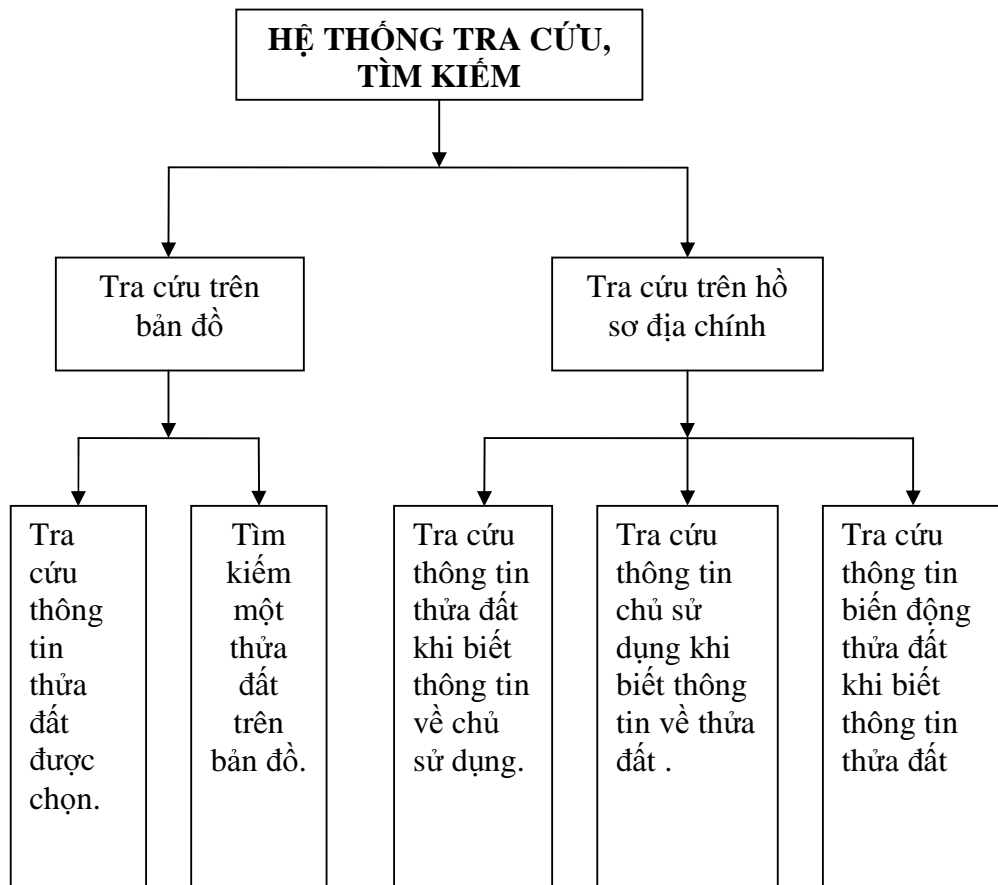 HỆ THỐNG TRA CỨU,
TÌM KIẾM
Tra cứu trên
bản đồ
Tra cứu trên hồ
sơ địa chính
Tra
cứu
thông
tin
thửa
đất
được
chọn.
Tìm
kiếm
một
thửa
đất
trên
bản đồ.
Tra cứu
thông tin
thửa đất
khi biết
thông tin
về chủ
sử dụng.
Tra cứu
thông tin
chủ sử
dụng khi
biết thông
tin về thửa
đất .
Tra cứu
thông tin
biến động
thửa đất
khi biết
thông tin
thửa đất